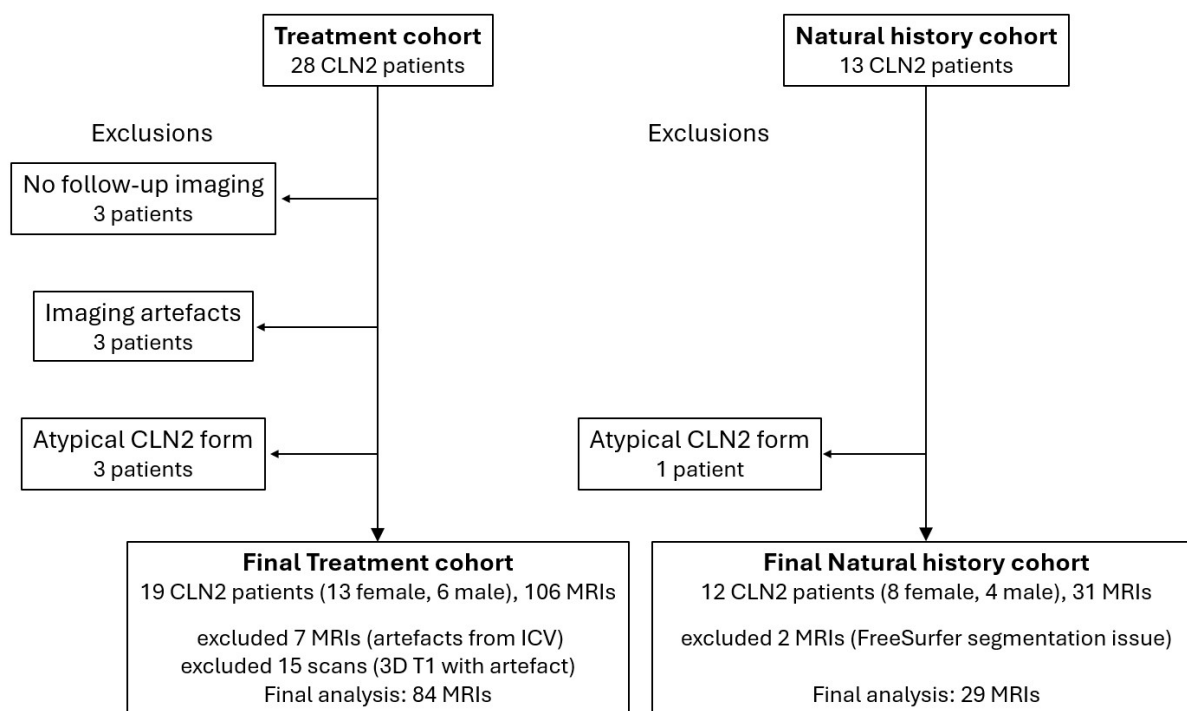 Treatment cohort
28 CLN2 patients
Exclusions
No follow-up imaging
3 patients
Imaging artefacts
3 patients
Atypical CLN2 form
3 patients
Final Treatment cohort
19 CLN2 patients (13 female, 6 male), 106 MRIs
excluded 7 MRIs (artefacts from ICV)
excluded 15 scans (3D T1 with artefact)
Final analysis: 84 MRIs
Natural history cohort
13 CLN2 patients
Exclusions
Atypical CLN2 form
1 patient
Final Natural history cohort
12 CLN2 patients (8 female, 4 male), 31 MRIs
excluded 2 MRIs (FreeSurfer segmentation issue)
Final analysis: 29 MRIs